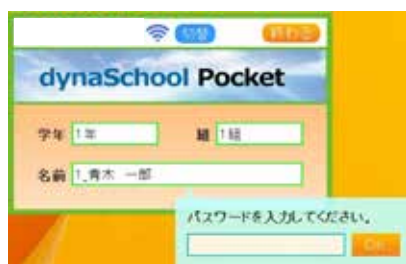 切替 終わる
dynaSchool Pocket
学年 1年 組 1組
名前 1_青木 一郎
パスワードを入力してください。
OK